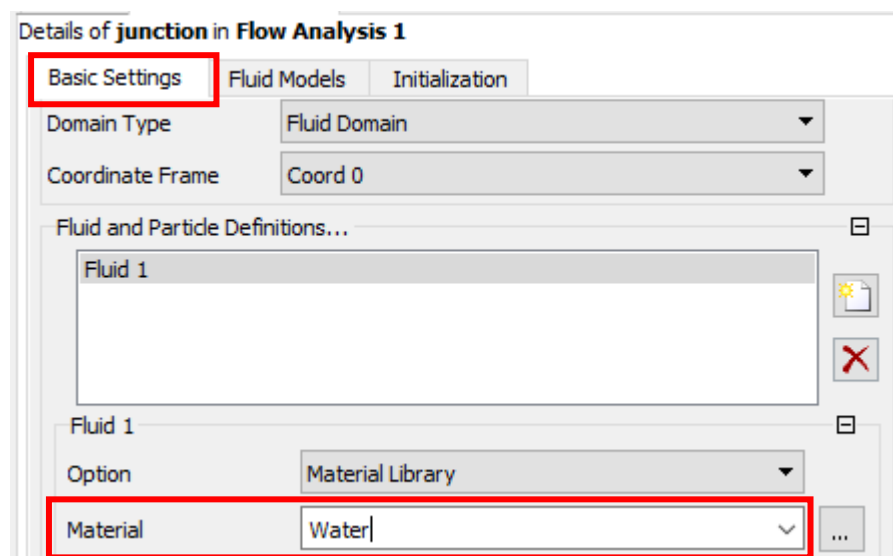 Details of junction in Flow Analysis 1
Basic Settings Fluid Models Initialization
Domain Type Fluid Domain
Coordinate Frame Coord 0
Fluid and Particle Definitions...
Fluid 1
Fluid 1
Option Material Library
Material Water ...